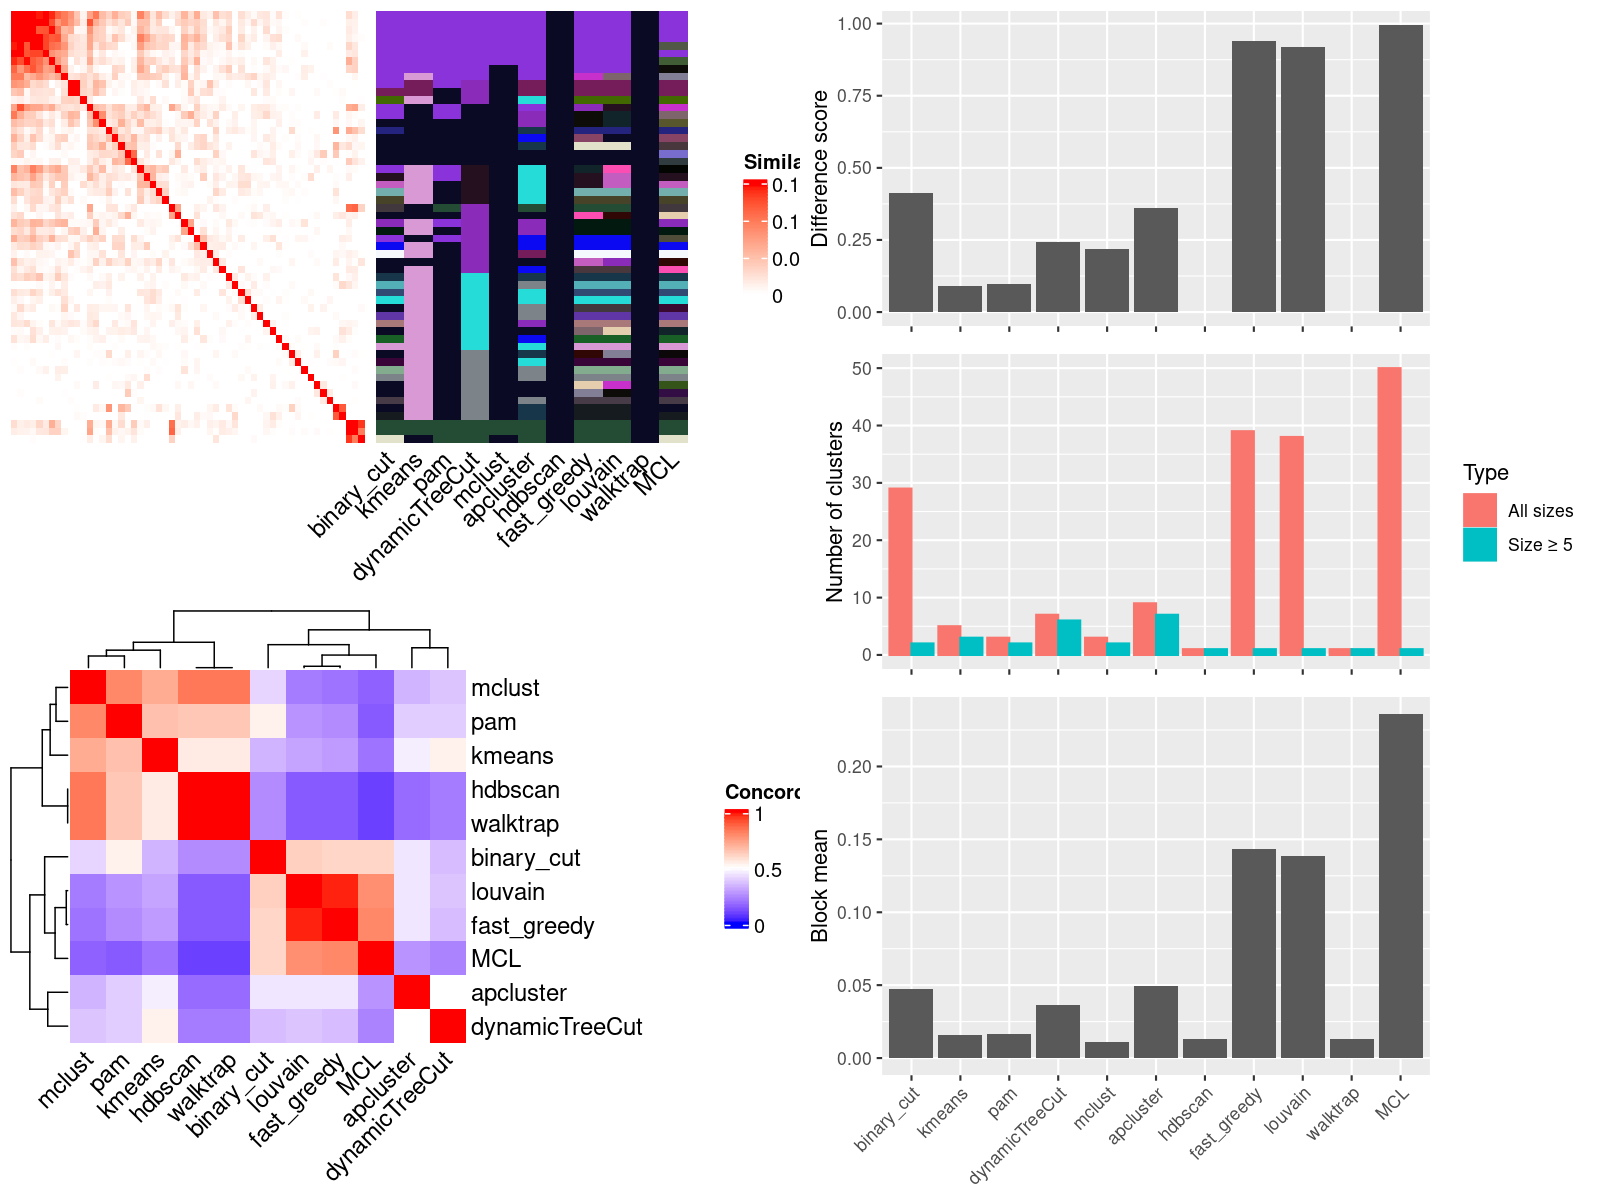 Simila
0.1
0.1
0.0
0
binary_cut
kmeans
pam
dynamicTreeCut
mclust
apcluster
hdbscan
fast_greedy
louvain
walktrap
MCL
mclust
pam
kmeans
hdbscan
walktrap
binary_cut
louvain
fast_greedy
MCL
apcluster
dynamicTreeCut
mclust
pam
kmeans
hdbscan
walktrap
binary_cut
louvain
fast_greedy
MCL
apcluster
dynamicTreeCut
Concord
1
0.5
0
Difference score
1.00
0.75
0.50
0.25
0.00
Number of clusters
50
40
30
20
10
0
Type
All sizes
Size ≥ 5
Block mean
0.20
0.15
0.10
0.05
0.00
binary_cut
kmeans
pam
dynamicTreeCut
mclust
apcluster
hdbscan
fast_greedy
louvain
walktrap
MCL